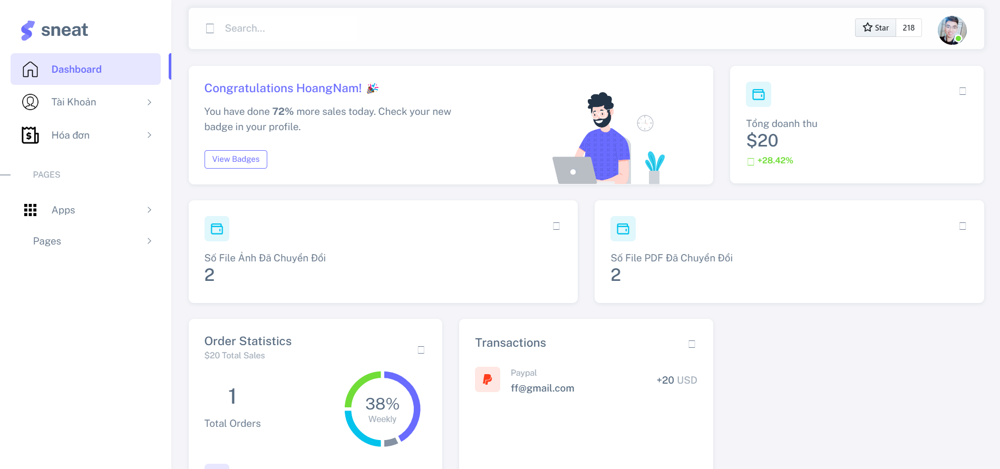 sneat
Dashboard
Tài Khoản
Hóa đơn
PAGES
Apps
Pages
Search...
Star
218
Congratulations HoangNam! 🎉
You have done 72% more sales today. Check your new
badge in your profile.
View Badges
Tổng doanh thu
$20
+28.42%
Số File Ảnh Đã Chuyển Đổi
2
Số File PDF Đã Chuyển Đổi
2
Order Statistics
$20 Total Sales
1
Total Orders
38%
Weekly
Transactions
Paypal
ff@gmail.com
+20 USD